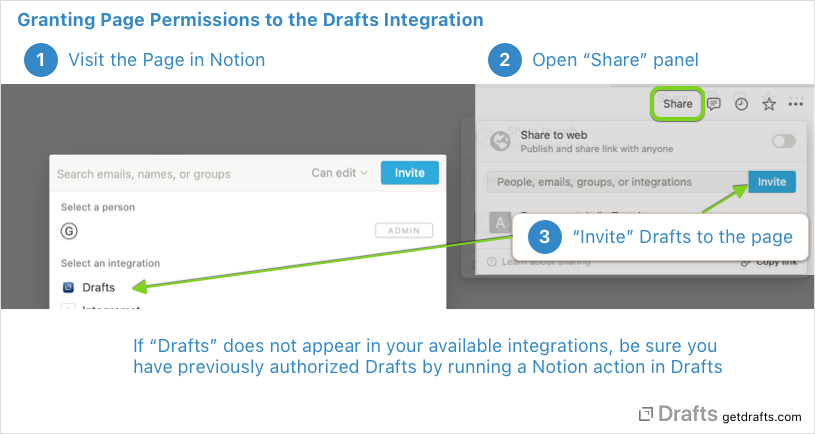 Granting Page Permissions to the Drafts Integration
1 Visit the Page in Notion
2 Open “Share” panel
Share
Share to web
Publish and share link with anyone
People, emails, groups, or integrations
Invite
A
3 “Invite” Drafts to the page
Learn about sharing
Copy link
Search emails, names, or groups
Can edit
Invite
Select a person
G
ADMIN
Select an integration
Drafts
If “Drafts” does not appear in your available integrations, be sure you
have previously authorized Drafts by running a Notion action in Drafts
Drafts getdrafts.com